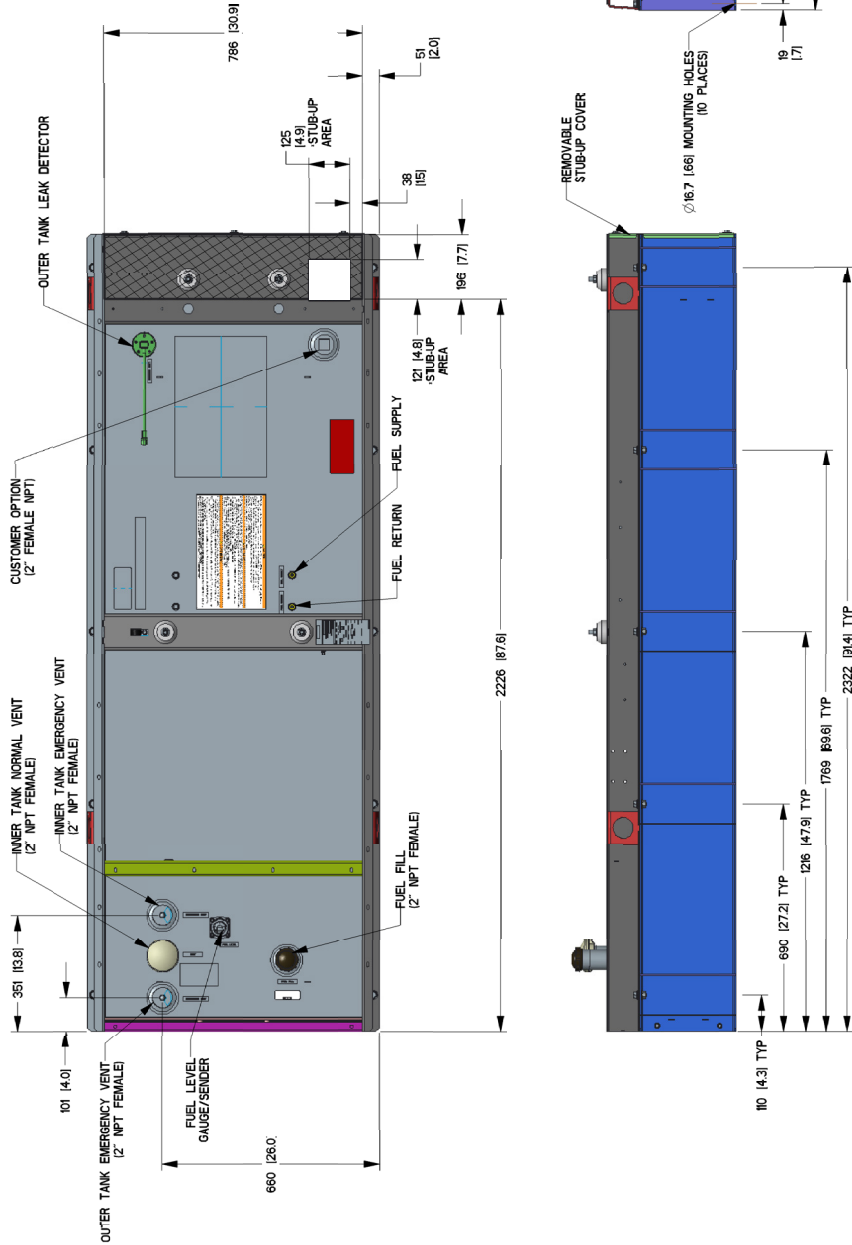 786 [30.9]
51
[2.0]
OUTER TANK LEAK DETECTOR
125
[4.9]
STUB-UP
AREA
38
[15]
196 [7.7]
121 [4.8]
STUB-UP
AREA
CUSTOMER OPTION
(2" FEMALE NPT)
FUEL SUPPLY
FUEL RETURN
2226 [87.6]
INNER TANK NORMAL VENT
(2" NPT FEMALE)
INNER TANK EMERGENCY VENT
(2" NPT FEMALE)
FUEL FILL
(2" NPT FEMALE)
351 [13.8]
101 [4.0]
OUTER TANK EMERGENCY VENT
(2" NPT FEMALE)
FUEL LEVEL
GAUGE/SENDER
660 [26.0]
19
[.7]
Ø16.7 [.66] MOUNTING HOLES
(10 PLACES)
REMOVABLE
STUB-UP COVER
2322 [91.4] TYP
1769 [69.6] TYP
1216 [47.9] TYP
690 [27.2] TYP
110 [4.3] TYP